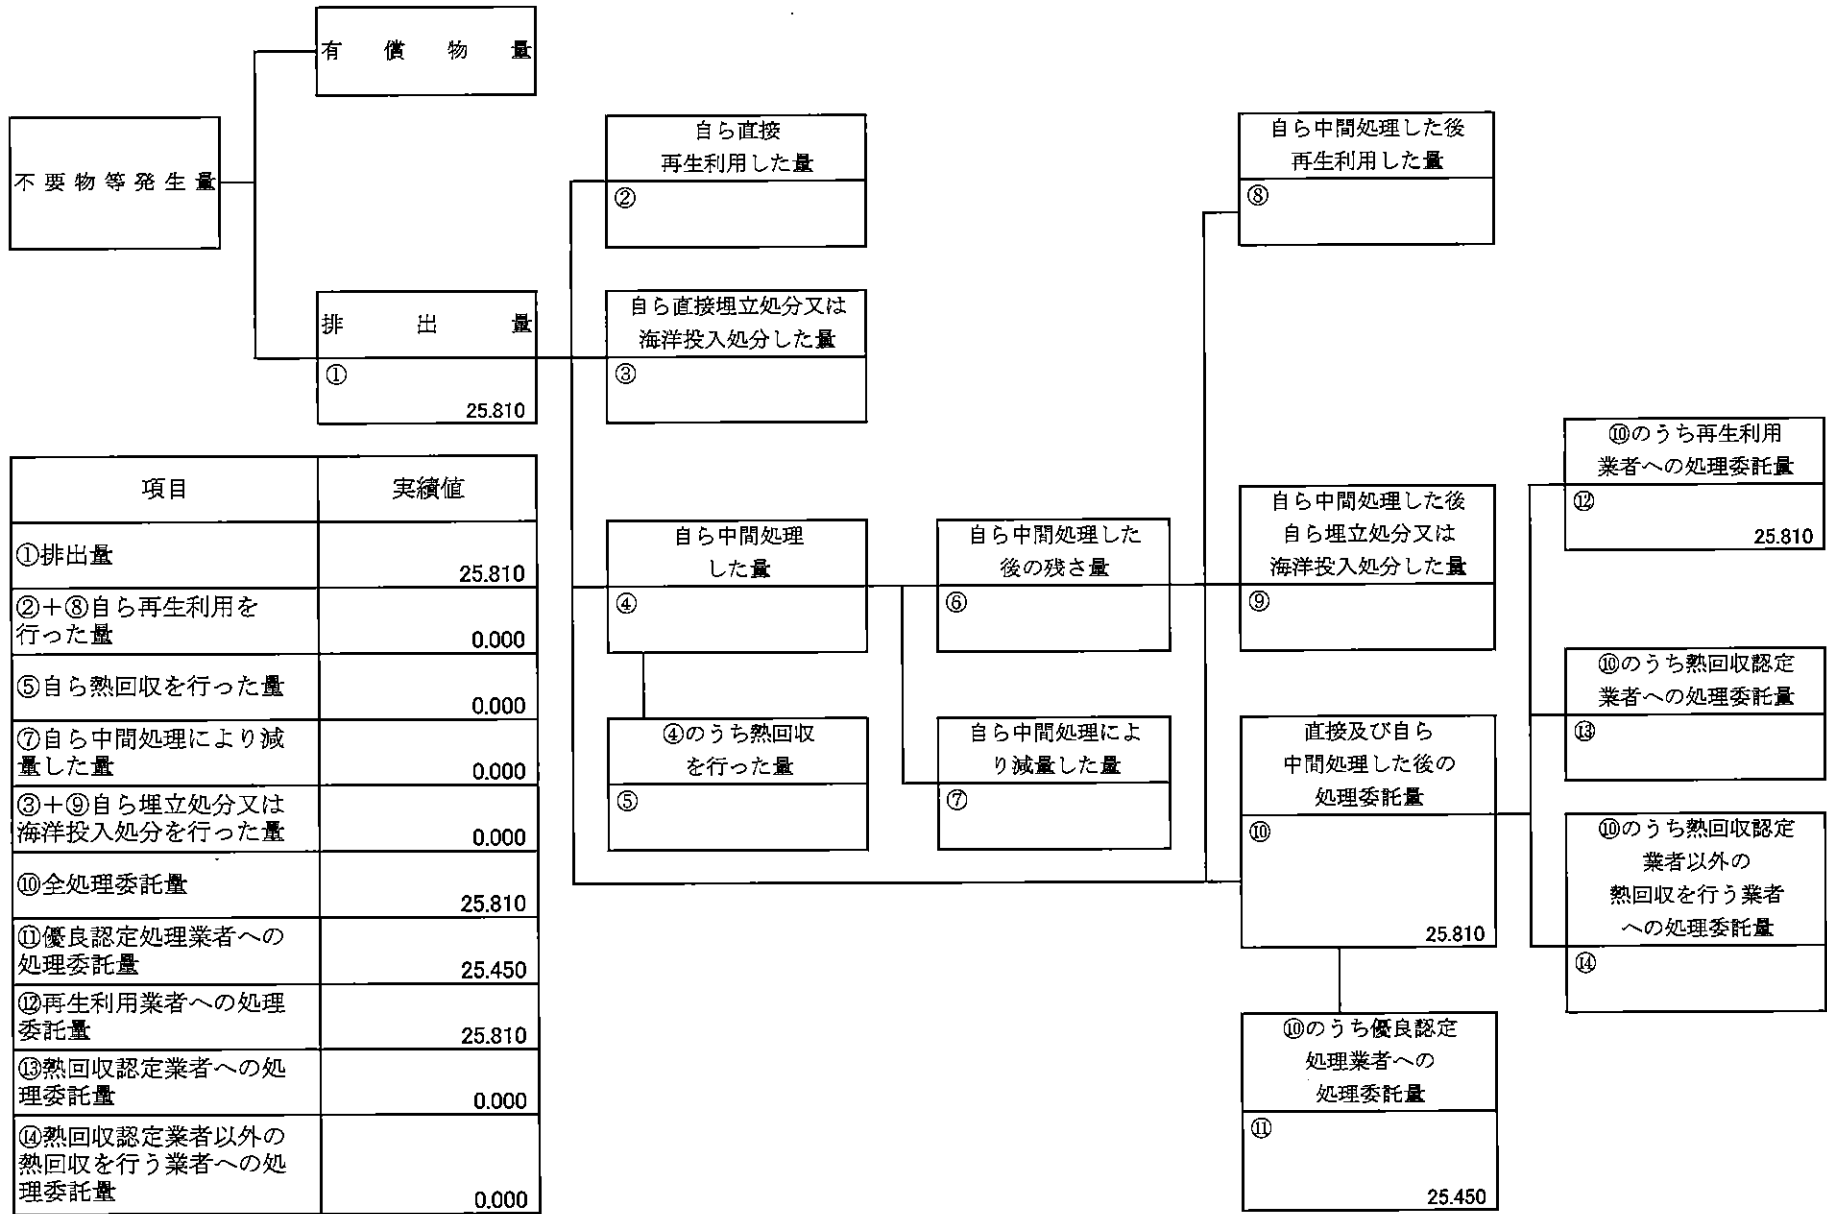 有償物量
不要物等発生量
排出量
①
25.810
自ら直接
再生利用した量
②
自ら直接埋立処分又は
海洋投入処分した量
③
自ら中間処理
した量
④
④のうち熱回収
を行った量
⑤
自ら中間処理した
後の残さ量
⑥
自ら中間処理によ
り減量した量
⑦
自ら中間処理した後
再生利用した量
⑧
自ら中間処理した後
自ら埋立処分又は
海洋投入処分した量
⑨
直接及び自ら
中間処理した後の
処理委託量
⑩
25.810
⑩のうち優良認定
処理業者への
処理委託量
⑪
25.450
⑩のうち再生利用
業者への処理委託量
⑫
25.810
⑩のうち熱回収認定
業者への処理委託量
⑬
⑩のうち熱回収認定
業者以外の
熱回収を行う業者
への処理委託量
⑭
項目 実績値
①排出量
25.810
②+⑧自ら再生利用を
行った量
0.000
⑤自ら熱回収を行った量
0.000
⑦自ら中間処理により減
量した量
0.000
③+⑨自ら埋立処分又は
海洋投入処分を行った量
0.000
⑩全処理委託量
25.810
⑪優良認定処理業者への
処理委託量
25.450
⑫再生利用業者への処理
委託量
25.810
⑬熱回収認定業者への処
理委託量
0.000
⑭熱回収認定業者以外の
熱回収を行う業者への処
理委託量
0.000